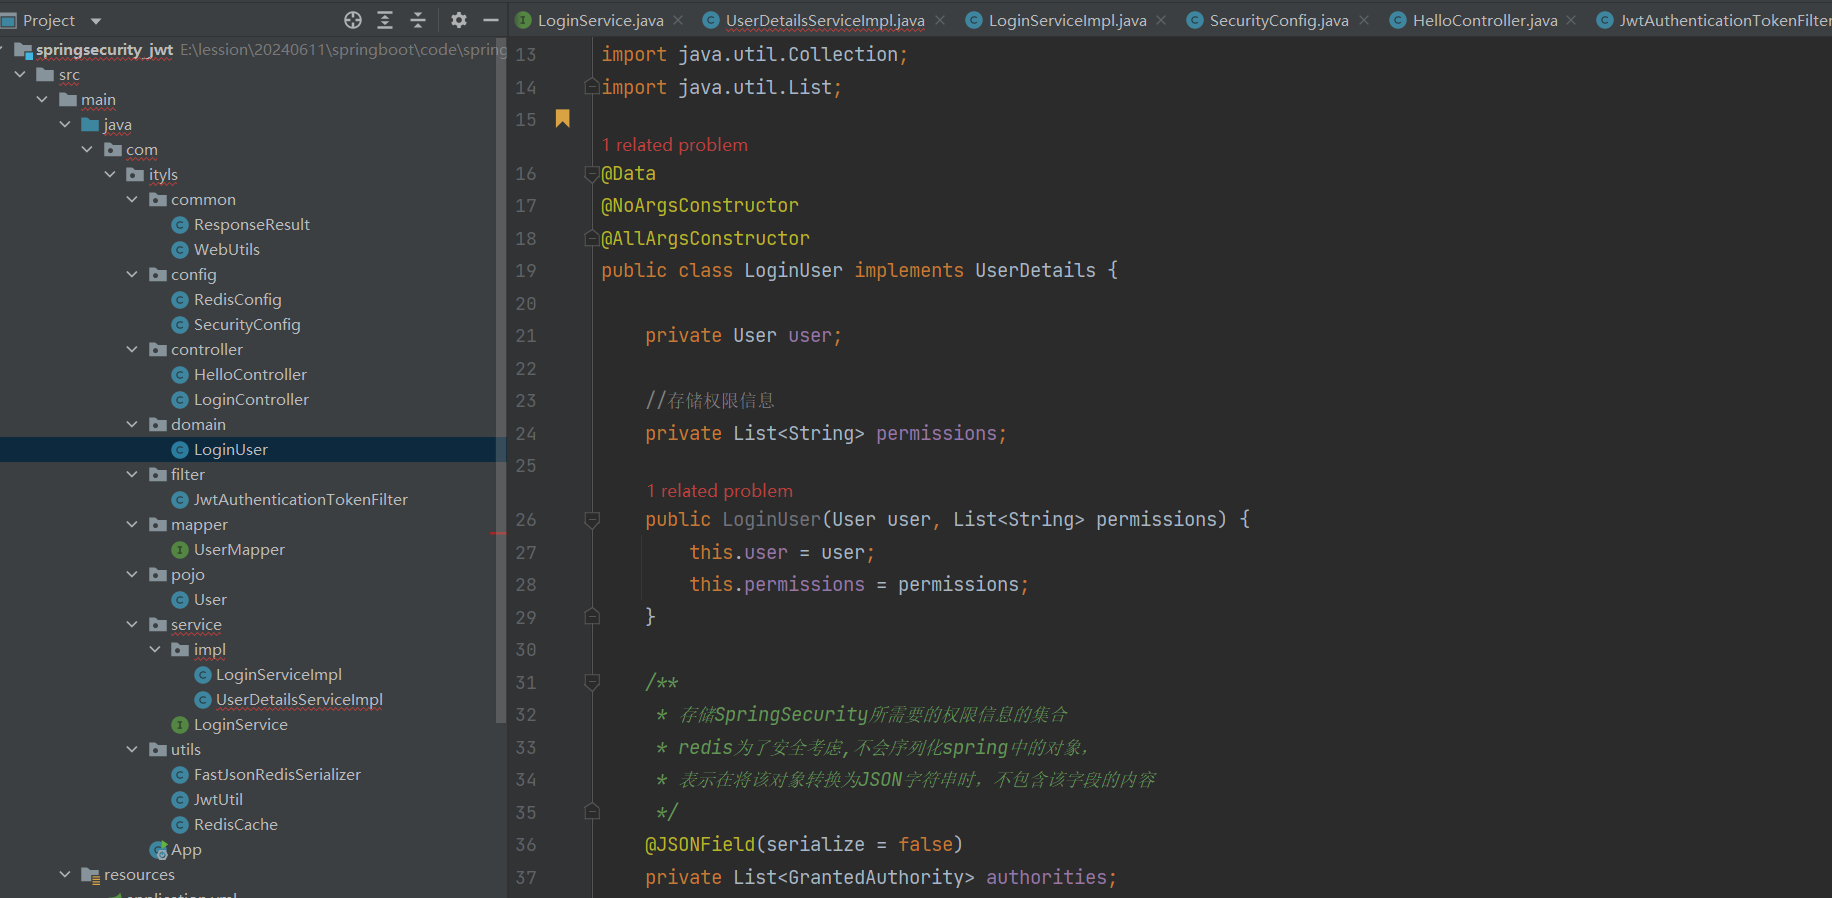 Project
LoginService.java
UserDetailsServiceImpl.java
LoginServiceImpl.java
SecurityConfig.java
HelloController.java
JwtAuthenticationTokenFilter
springsecurity_jwt E:\lession\20240611\springboot\code\spring
src
main
java
com
ityls
common
ResponseResult
WebUtils
config
RedisConfig
SecurityConfig
controller
HelloController
LoginController
domain
LoginUser
filter
JwtAuthenticationTokenFilter
mapper
UserMapper
pojo
User
service
impl
LoginServiceImpl
UserDetailsServiceImpl
LoginService
utils
FastJsonRedisSerializer
JwtUtil
RedisCache
App
resources
application.yml
13 import java.util.Collection;
14 import java.util.List;
15
1 related problem
16 @Data
17 @NoArgsConstructor
18 @AllArgsConstructor
19 public class LoginUser implements UserDetails {
20
21 private User user;
22
23 //存储权限信息
24 private List<String> permissions;
25
1 related problem
26 public LoginUser(User user, List<String> permissions) {
27 this.user = user;
28 this.permissions = permissions;
29 }
30
31 /**
32 * 存储SpringSecurity所需要的权限信息的集合
33 * redis为了安全考虑,不会序列化spring中的对象，
34 * 表示在将该对象转换为JSON字符串时，不包含该字段的内容
35 */
36 @JSONField(serialize = false)
37 private List<GrantedAuthority> authorities;